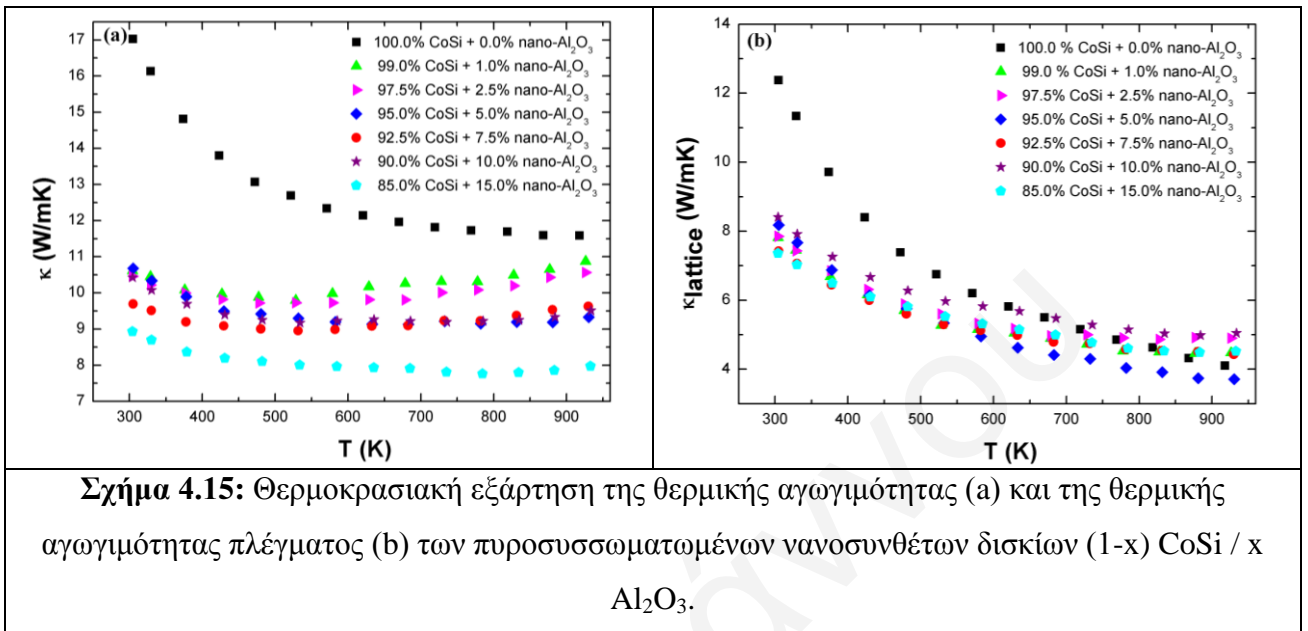 (a)
100.0% CoSi + 0.0% nano-Al₂O₃
99.0% CoSi + 1.0% nano-Al₂O₃
97.5% CoSi + 2.5% nano-Al₂O₃
95.0% CoSi + 5.0% nano-Al₂O₃
92.5% CoSi + 7.5% nano-Al₂O₃
90.0% CoSi + 10.0% nano-Al₂O₃
85.0% CoSi + 15.0% nano-Al₂O₃
κ (W/mK)
17
16
15
14
13
12
11
10
9
8
7
300 400 500 600 700 800 900
T (K)
(b)
100.0 % CoSi + 0.0% nano-Al₂O₃
99.0 % CoSi + 1.0% nano-Al₂O₃
97.5% CoSi + 2.5% nano-Al₂O₃
95.0% CoSi + 5.0% nano-Al₂O₃
92.5% CoSi + 7.5% nano-Al₂O₃
90.0% CoSi + 10.0% nano-Al₂O₃
85.0% CoSi + 15.0% nano-Al₂O₃
κlattice (W/mK)
14
12
10
8
6
4
300 400 500 600 700 800 900
T (K)
Σχήμα 4.15: Θερμοκρασιακή εξάρτηση της θερμικής αγωγιμότητας (a) και της θερμικής
αγωγιμότητας πλέγματος (b) των πυροσυσσωματωμένων νανοσυνθέτων δισκίων (1-x) CoSi / x
Al₂O₃.